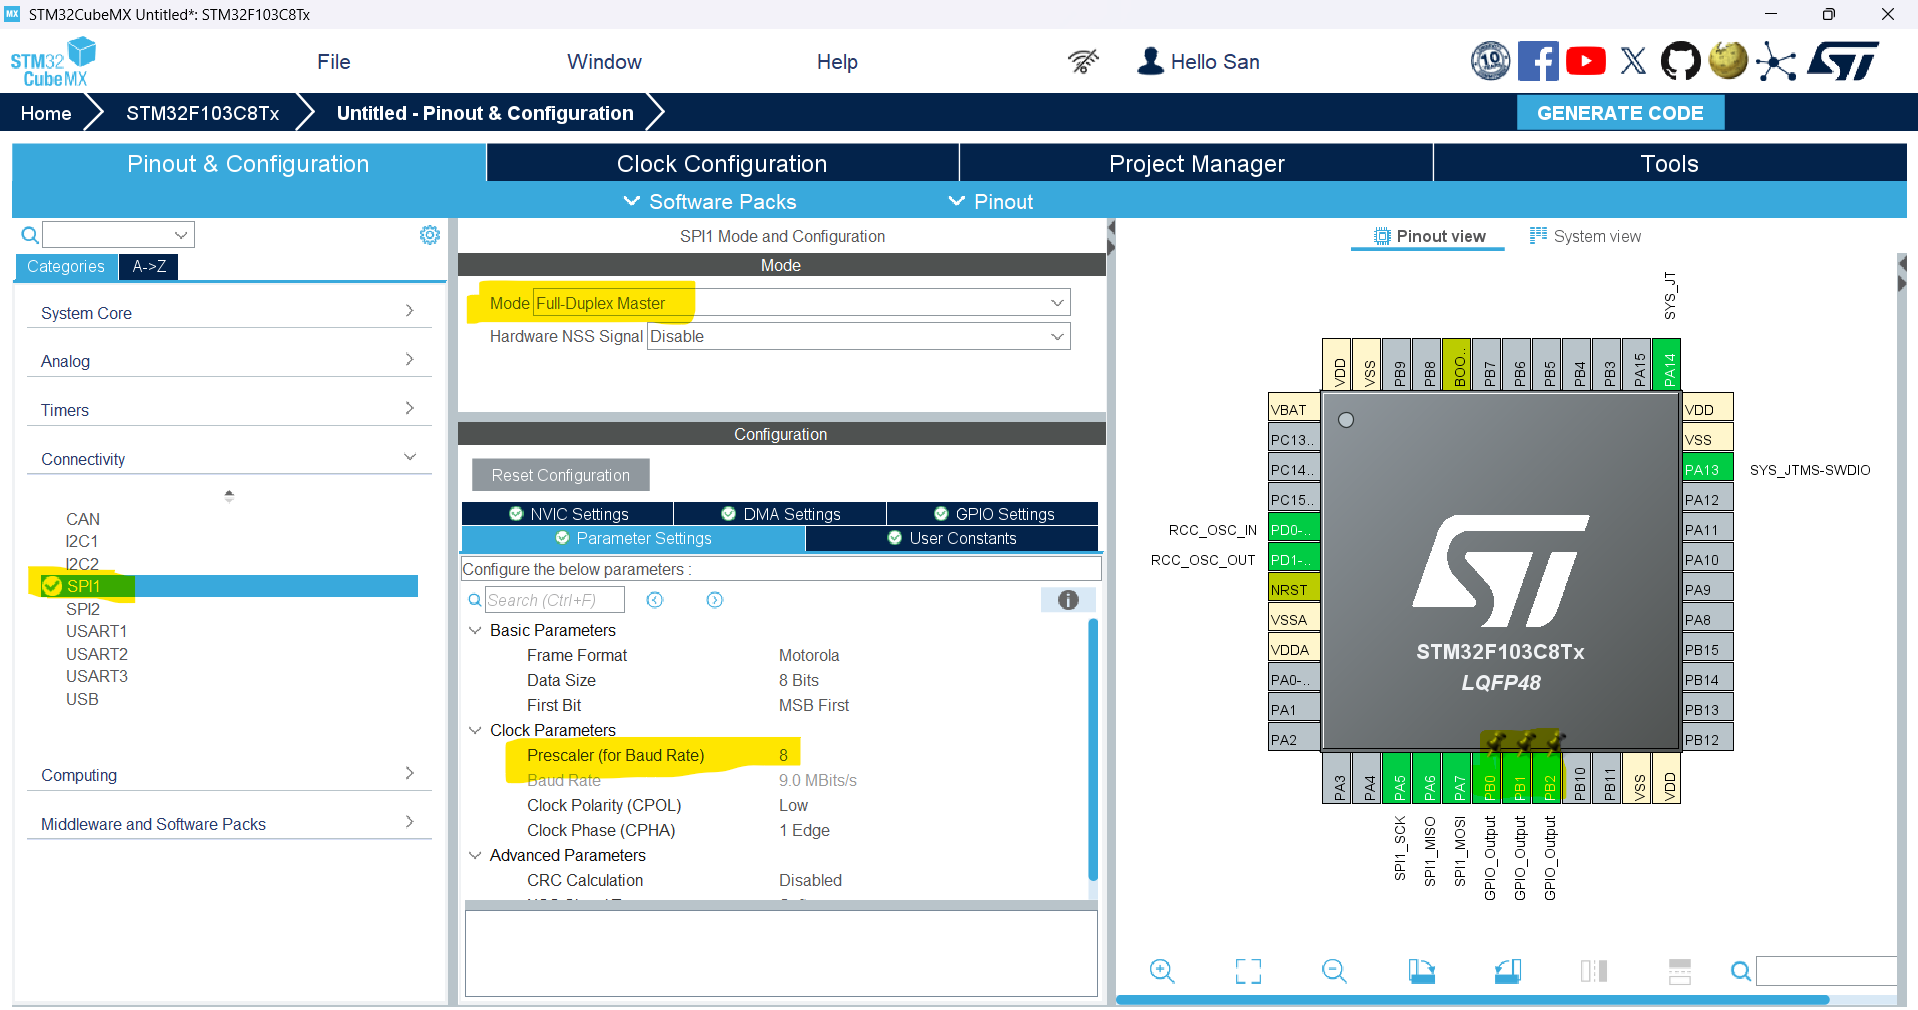 MX STM32CubeMX Untitled*: STM32F103C8Tx
STM32
CubeMX
File
Window
Help
10
Hello San
Home
STM32F103C8Tx
Untitled - Pinout & Configuration
GENERATE CODE
Pinout & Configuration
Clock Configuration
Project Manager
Tools
Software Packs
Pinout
Categories
A->Z
System Core
Analog
Timers
Connectivity
CAN
I2C1
I2C2
SPI1
SPI2
USART1
USART2
USART3
USB
Computing
Middleware and Software Packs
SPI1 Mode and Configuration
Mode
Mode Full-Duplex Master
Hardware NSS Signal Disable
Configuration
Reset Configuration
NVIC Settings
DMA Settings
GPIO Settings
Parameter Settings
User Constants
Configure the below parameters :
Search (Ctrl+F)
Basic Parameters
Frame Format Motorola
Data Size 8 Bits
First Bit MSB First
Clock Parameters
Prescaler (for Baud Rate) 8
Baud Rate 9.0 MBits/s
Clock Polarity (CPOL) Low
Clock Phase (CPHA) 1 Edge
Advanced Parameters
CRC Calculation Disabled
Pinout view
System view
SYS_JT
VDD
VSS
PB9
PB8
BOO..
PB7
PB6
PB5
PB4
PB3
PA15
PA14
VBAT
PC13..
PC14..
PC15..
RCC_OSC_IN PD0-..
RCC_OSC_OUT PD1-..
NRST
VSSA
VDDA
PA0-..
PA1
PA2
ST
STM32F103C8Tx
LQFP48
VDD
VSS
PA13 SYS_JTMS-SWDIO
PA12
PA11
PA10
PA9
PA8
PB15
PB14
PB13
PB12
PA3
PA4
PA5
PA6
PA7
PB0
PB1
PB2
PB10
PB11
VSS
VDD
SPI1_SCK
SPI1_MISO
SPI1_MOSI
GPIO_Output
GPIO_Output
GPIO_Output